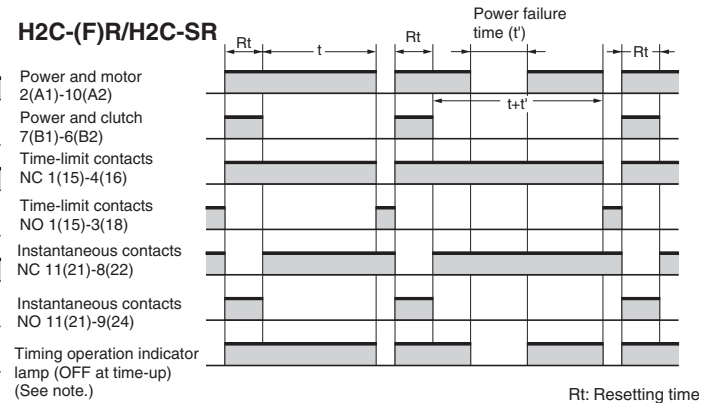 H2C-(F)R/H2C-SR
Power failure
time (t')
Rt
t
Rt
Rt
Power and motor
2(A1)-10(A2)
t+t'
Power and clutch
7(B1)-6(B2)
Time-limit contacts
NC 1(15)-4(16)
Time-limit contacts
NO 1(15)-3(18)
Instantaneous contacts
NC 11(21)-8(22)
Instantaneous contacts
NO 11(21)-9(24)
Timing operation indicator
lamp (OFF at time-up)
(See note.)
Rt: Resetting time